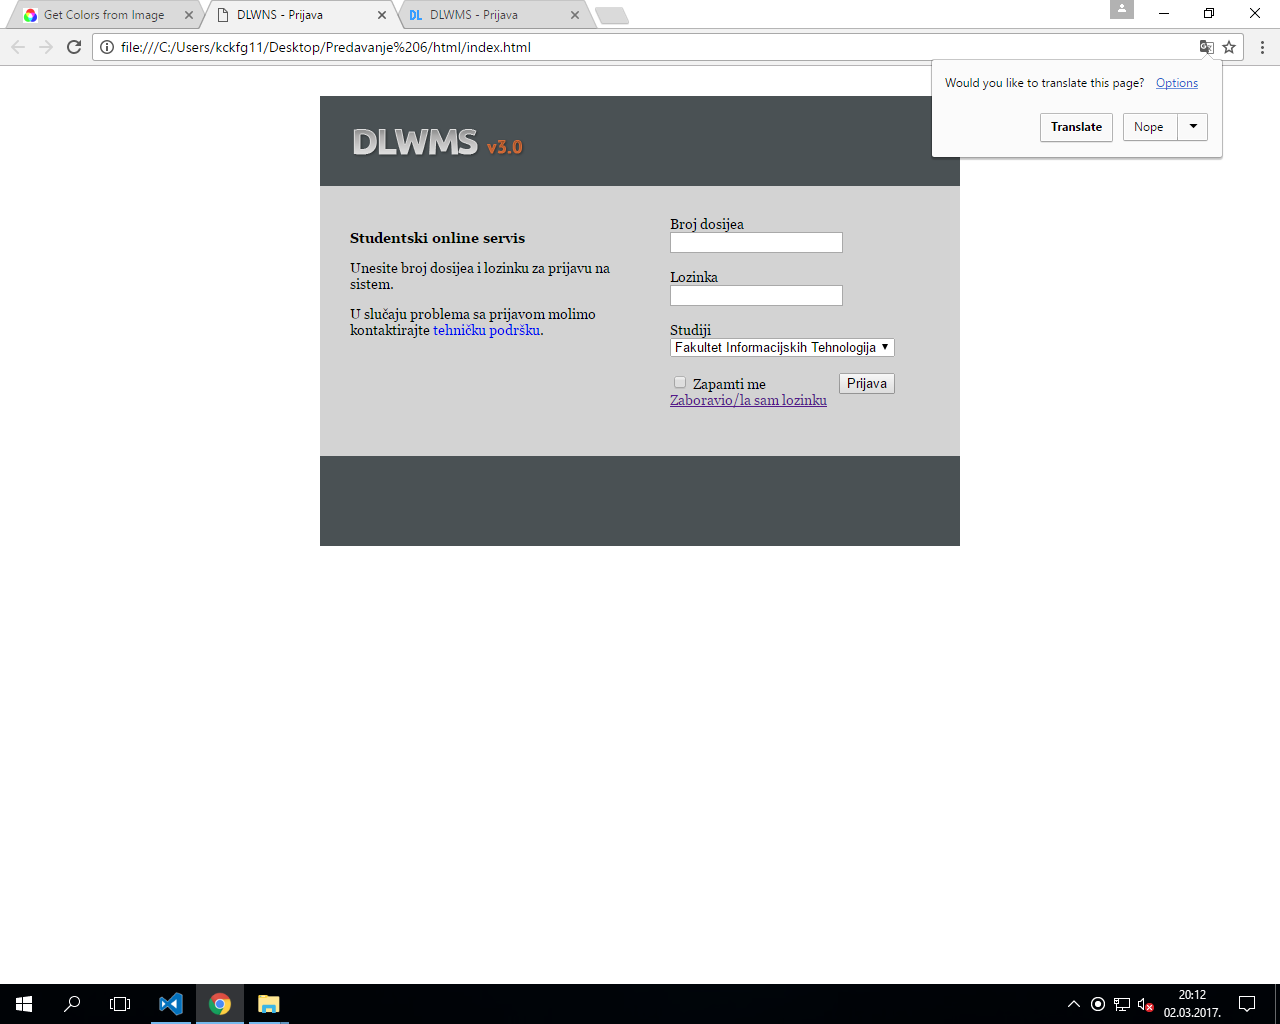 Get Colors from Image
DLWNS - Prijava
DLWMS - Prijava
file:///C:/Users/kckfg11/Desktop/Predavanje%206/html/index.html
Would you like to translate this page? Options
Translate
Nope
DLWMS v3.0
Studentski online servis
Unesite broj dosijea i lozinku za prijavu na
sistem.
U slučaju problema sa prijavom molimo
kontaktirajte tehničku podršku.
Broj dosijea
Lozinka
Studiji
Fakultet Informacijskih Tehnologija
Zapamti me
Prijava
Zaboravio/la sam lozinku
20:12
02.03.2017.